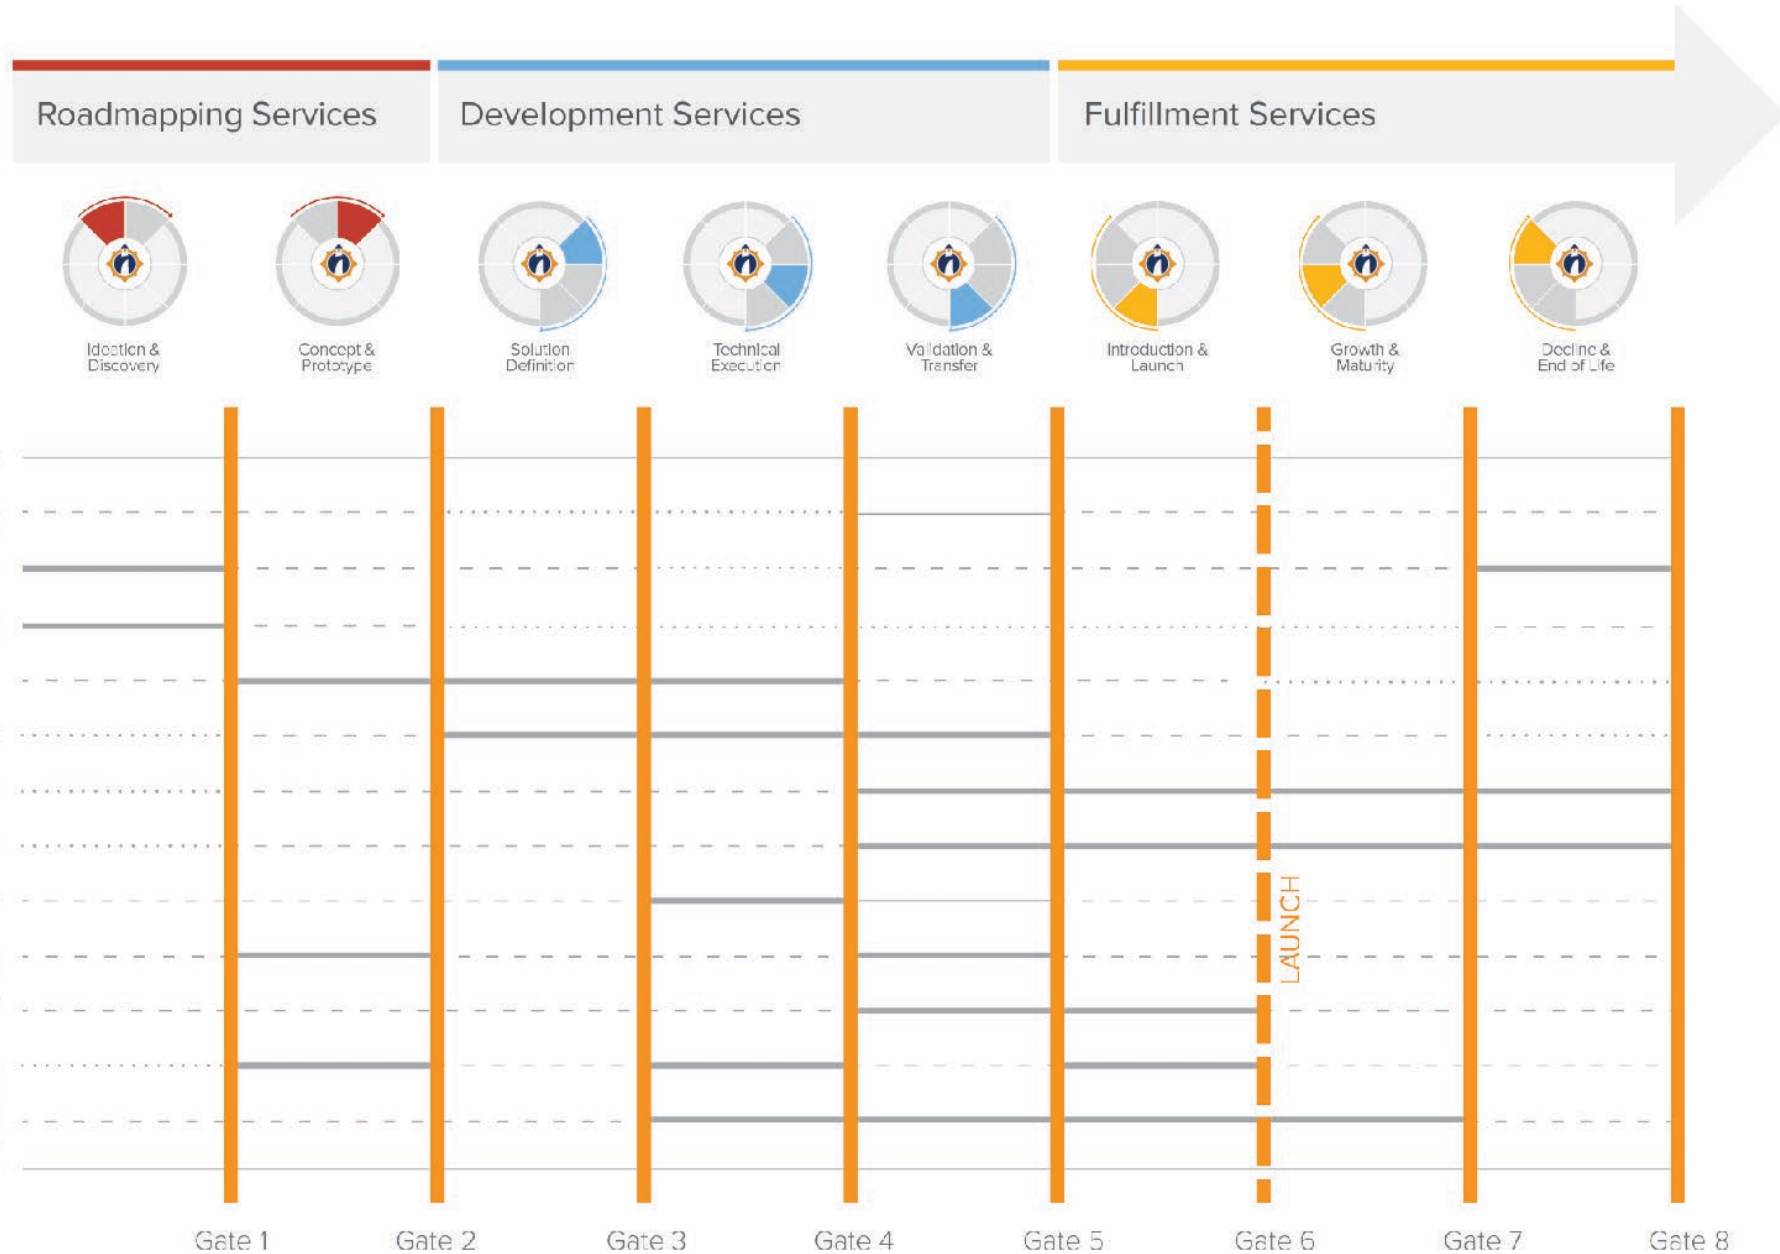 Roadmapping Services
Development Services
Fulfillment Services
Ideation &
Discovery
Concept &
Prototype
Solution
Definition
Technical
Execution
Validation &
Transfer
Introduction &
Launch
Growth &
Maturity
Decline &
End of Life
LAUNCH
Gate 1
Gate 2
Gate 3
Gate 4
Gate 5
Gate 6
Gate 7
Gate 8